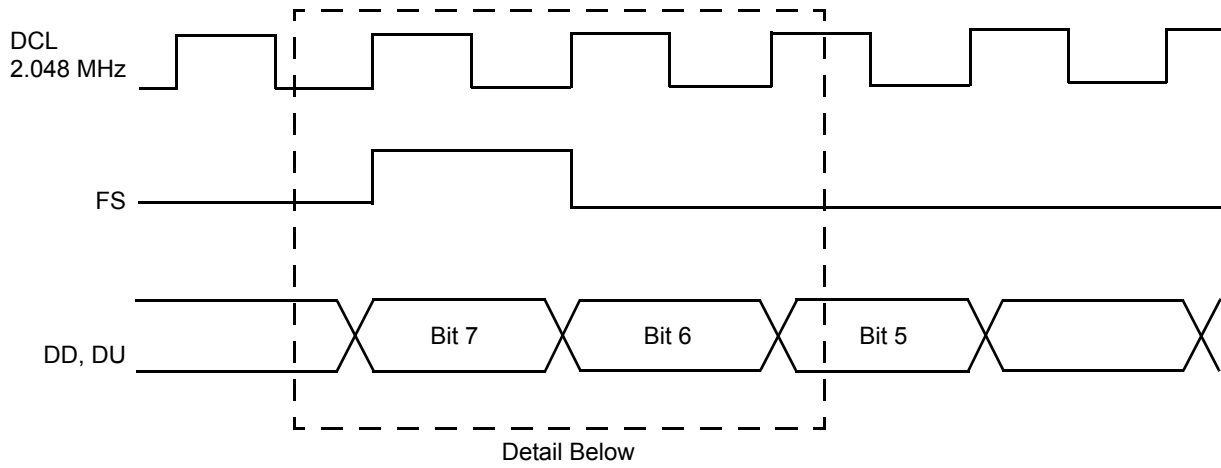 DCL
2.048 MHz
FS
DD, DU
Bit 7
Bit 6
Bit 5
Detail Below